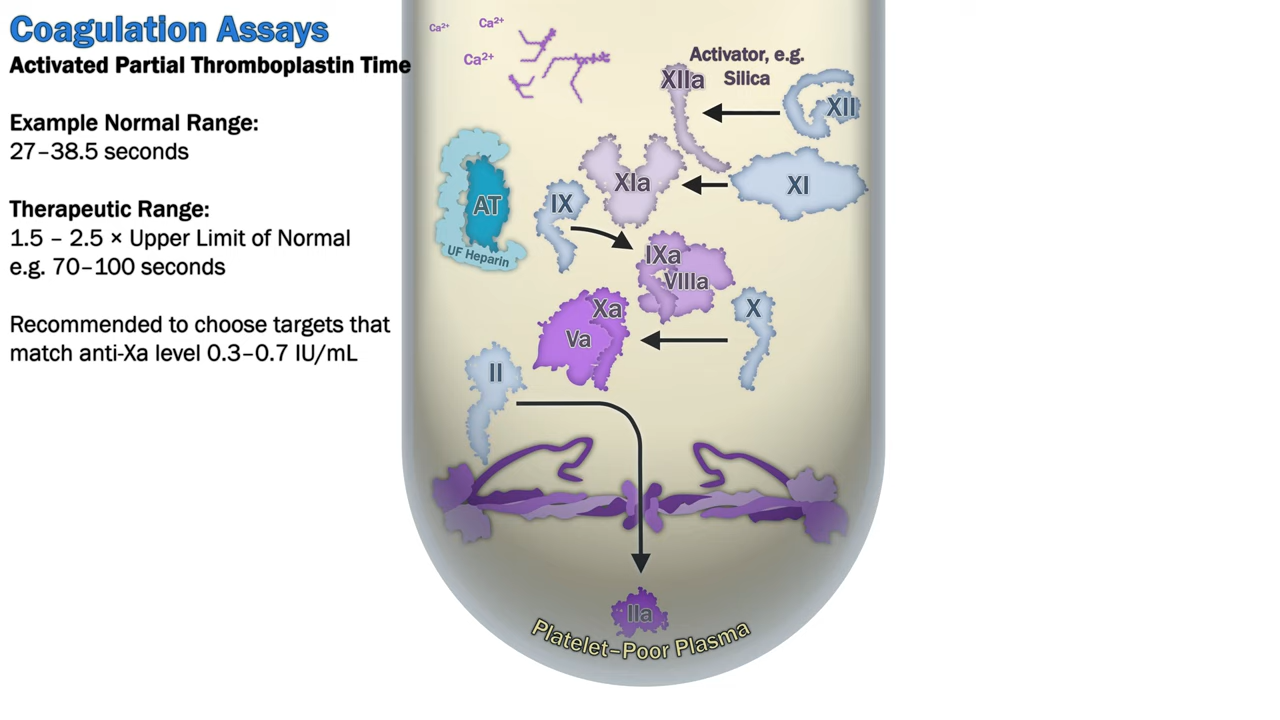 Coagulation Assays
Activated Partial Thromboplastin Time
Example Normal Range:
27–38.5 seconds
Therapeutic Range:
1.5 – 2.5 × Upper Limit of Normal
e.g. 70–100 seconds
Recommended to choose targets that
match anti-Xa level 0.3–0.7 IU/mL
Ca²⁺
Ca²⁺
Ca²⁺
Activator, e.g.
Silica
XIIa
XII
XIa
XI
AT
UF Heparin
IX
IXa
VIIIa
Xa
Va
X
II
IIa
Platelet–Poor Plasma